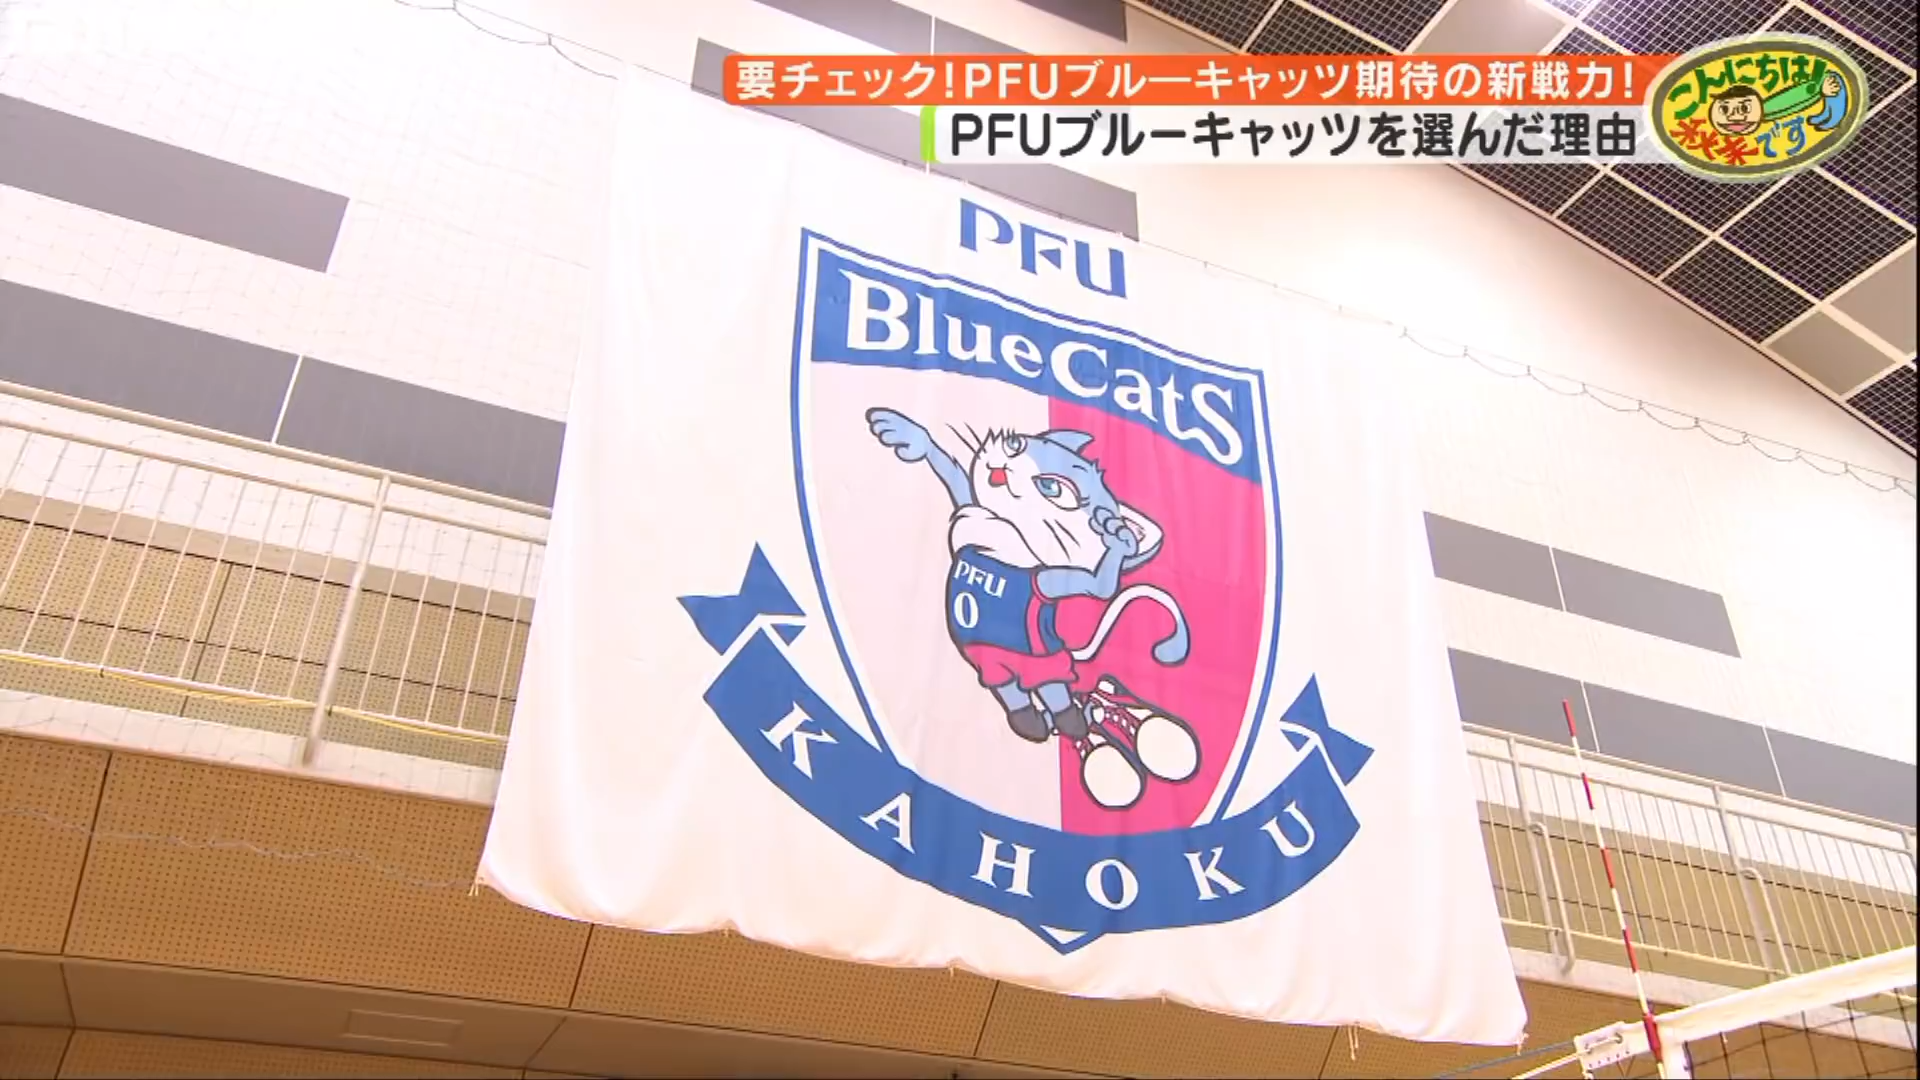 要チェック!PFUブルーキャッツ期待の新戦力!
PFUブルーキャッツを選んだ理由
こんにちは!
です
PFU
BlueCats
PFU
0
KAHOKU